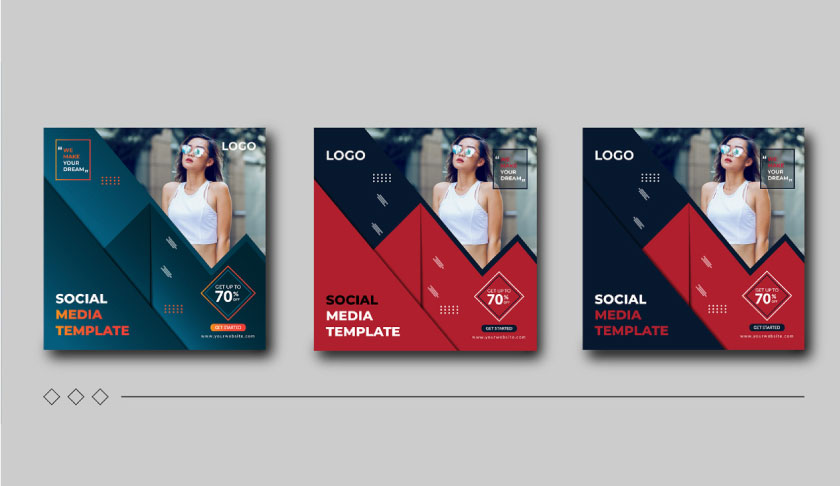 "WE
MAKE
YOUR
DREAM"
LOGO
SOCIAL
MEDIA
TEMPLATE
GET UP TO
70% OFF
GET STARTED
www.yourwebsite.com
LOGO
"WE
MAKE
YOUR
DREAM"
SOCIAL
MEDIA
TEMPLATE
GET UP TO
70% OFF
GET STARTED
www.yourwebsite.com
LOGO
"WE
MAKE
YOUR
DREAM"
SOCIAL
MEDIA
TEMPLATE
GET UP TO
70% OFF
GET STARTED
www.yourwebsite.com